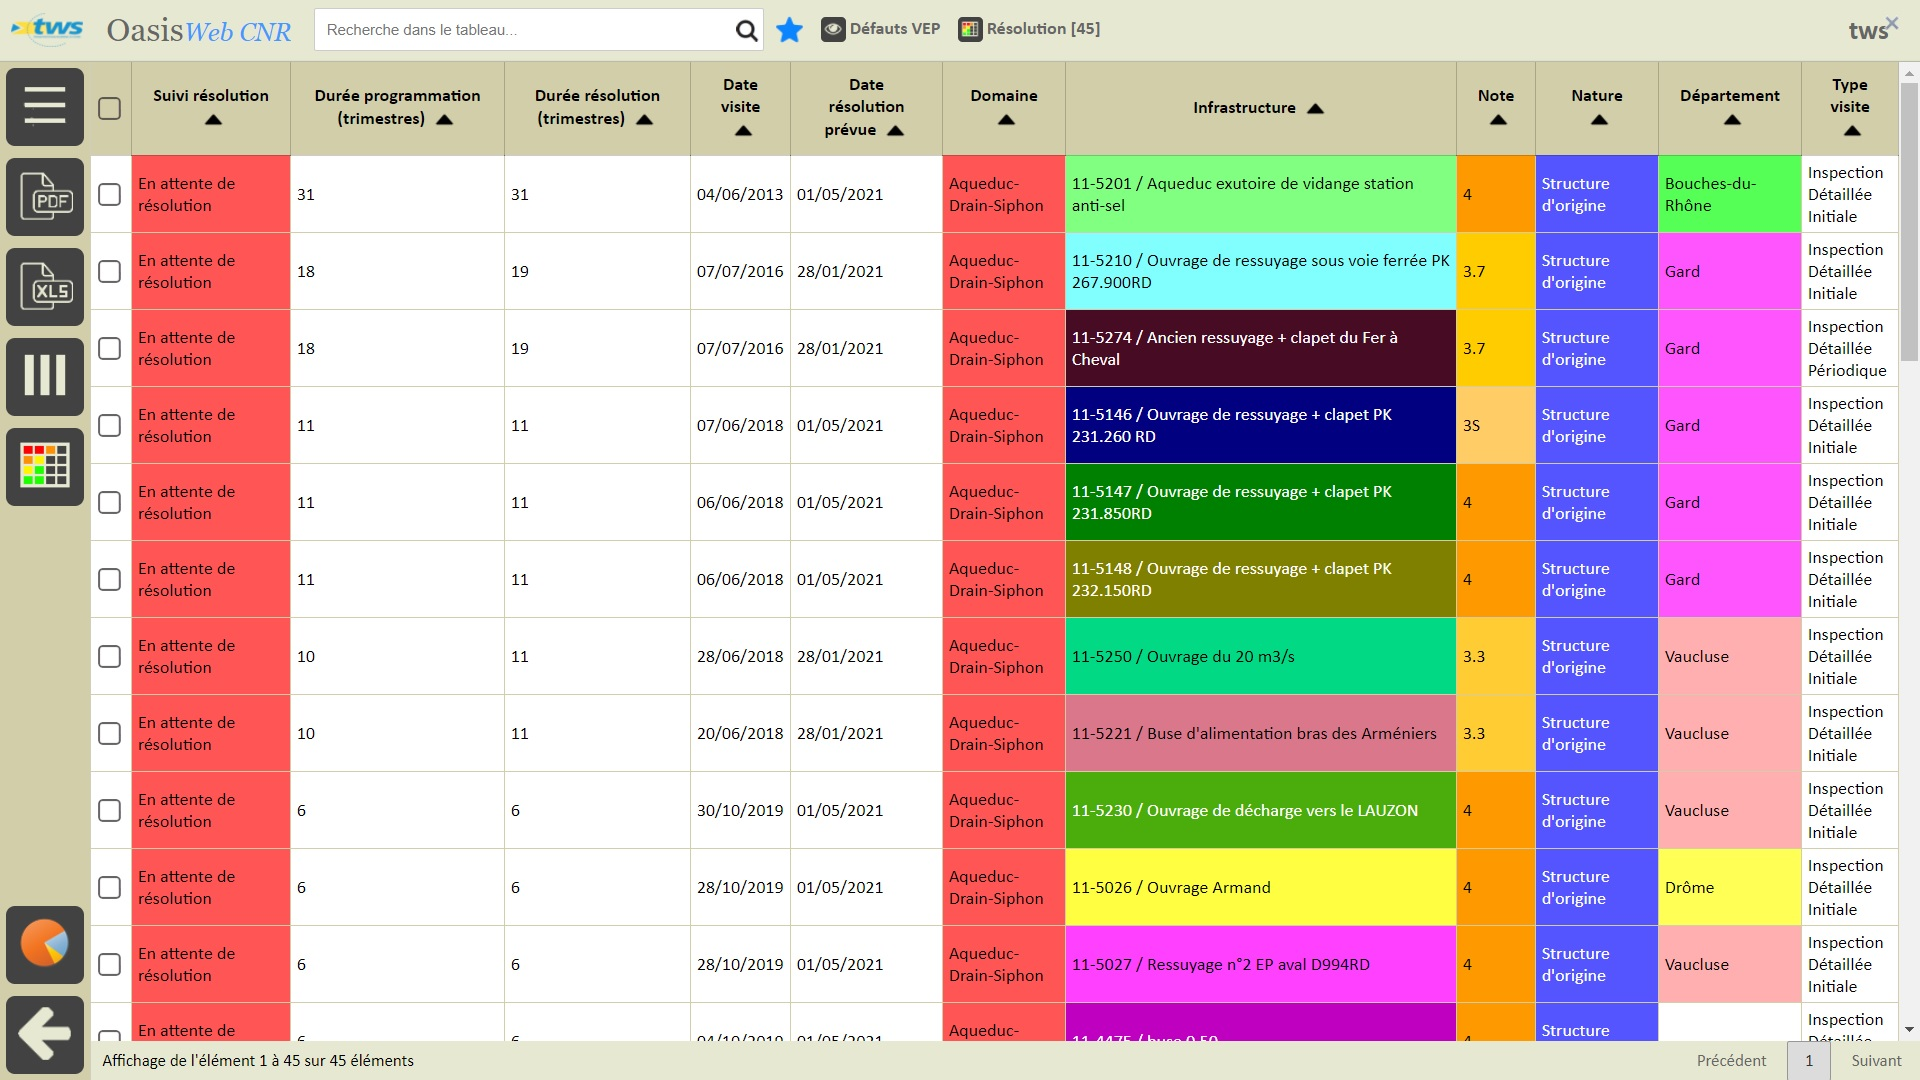 tws OasisWeb CNR Recherche dans le tableau... Défauts VEP Résolution [45] tws
Suivi résolution Durée programmation (trimestres) Durée résolution (trimestres) Date visite Date résolution prévue Domaine Infrastructure Note Nature Département Type visite
PDF
XLS
En attente de résolution 31 31 04/06/2013 01/05/2021 Aqueduc-Drain-Siphon 11-5201 / Aqueduc exutoire de vidange station anti-sel 4 Structure d'origine Bouches-du-Rhône Inspection Détaillée Initiale
En attente de résolution 18 19 07/07/2016 28/01/2021 Aqueduc-Drain-Siphon 11-5210 / Ouvrage de ressuyage sous voie ferrée PK 267.900RD 3.7 Structure d'origine Gard Inspection Détaillée Initiale
En attente de résolution 18 19 07/07/2016 28/01/2021 Aqueduc-Drain-Siphon 11-5274 / Ancien ressuyage + clapet du Fer à Cheval 3.7 Structure d'origine Gard Inspection Détaillée Périodique
En attente de résolution 11 11 07/06/2018 01/05/2021 Aqueduc-Drain-Siphon 11-5146 / Ouvrage de ressuyage + clapet PK 231.260 RD 3S Structure d'origine Gard Inspection Détaillée Initiale
En attente de résolution 11 11 06/06/2018 01/05/2021 Aqueduc-Drain-Siphon 11-5147 / Ouvrage de ressuyage + clapet PK 231.850RD 4 Structure d'origine Gard Inspection Détaillée Initiale
En attente de résolution 11 11 06/06/2018 01/05/2021 Aqueduc-Drain-Siphon 11-5148 / Ouvrage de ressuyage + clapet PK 232.150RD 4 Structure d'origine Gard Inspection Détaillée Initiale
En attente de résolution 10 11 28/06/2018 28/01/2021 Aqueduc-Drain-Siphon 11-5250 / Ouvrage du 20 m3/s 3.3 Structure d'origine Vaucluse Inspection Détaillée Initiale
En attente de résolution 10 11 20/06/2018 28/01/2021 Aqueduc-Drain-Siphon 11-5221 / Buse d'alimentation bras des Arméniers 3.3 Structure d'origine Vaucluse Inspection Détaillée Initiale
En attente de résolution 6 6 30/10/2019 01/05/2021 Aqueduc-Drain-Siphon 11-5230 / Ouvrage de décharge vers le LAUZON 4 Structure d'origine Vaucluse Inspection Détaillée Initiale
En attente de résolution 6 6 28/10/2019 01/05/2021 Aqueduc-Drain-Siphon 11-5026 / Ouvrage Armand 4 Structure d'origine Drôme Inspection Détaillée Initiale
En attente de résolution 6 6 28/10/2019 01/05/2021 Aqueduc-Drain-Siphon 11-5027 / Ressuyage n°2 EP aval D994RD 4 Structure d'origine Vaucluse Inspection Détaillée Initiale
En attente de Aqueduc- Structure Inspection
Affichage de l'élément 1 à 45 sur 45 éléments Précédent 1 Suivant